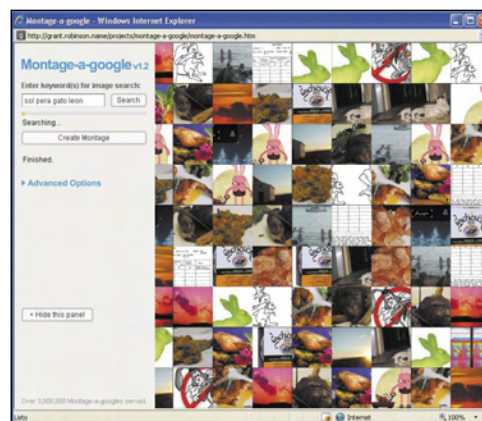 Montage-a-google - Windows Internet Explorer
http://grant.robinson.name/projects/montage-a-google/montage-a-google.htm
Montage-a-google v1.2
Enter keyword(s) for image search:
sol pera gato leon
Search
Searching...
Create Montage
Finished.
Advanced Options
< Hide this panel
Over 3,000,000 Montage-a-googles served.
Listo
Internet
100%